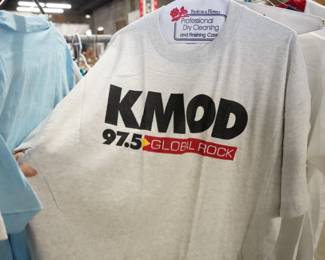 Professional
Dry Cleaning
and Finishing Care
KMOD
97.5 GLOBAL ROCK